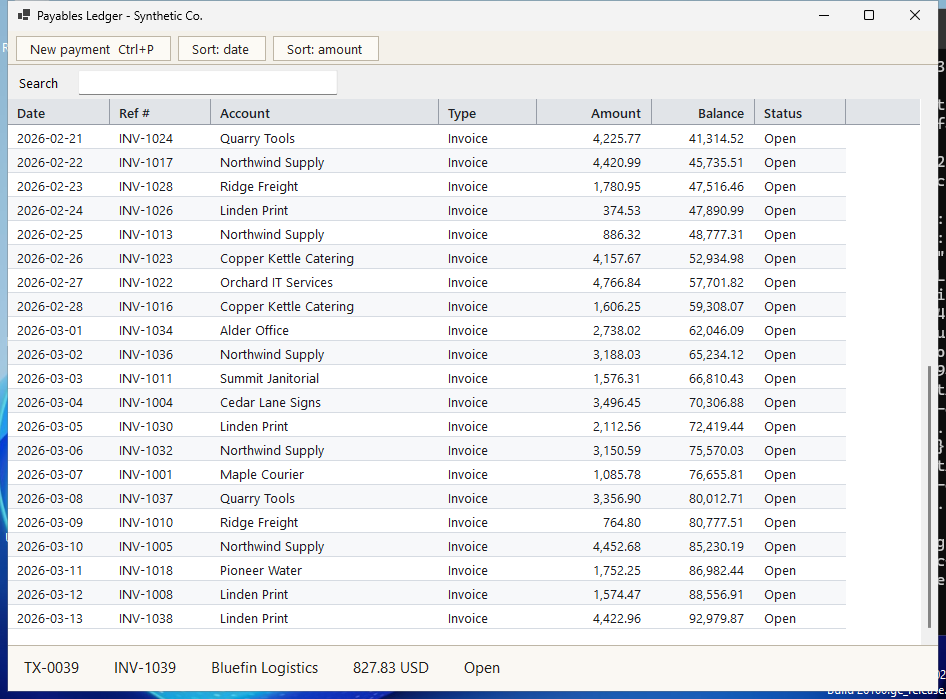 Payables Ledger - Synthetic Co.
New payment Ctrl+P Sort: date Sort: amount
Search
Date Ref # Account Type Amount Balance Status
2026-02-21 INV-1024 Quarry Tools Invoice 4,225.77 41,314.52 Open
2026-02-22 INV-1017 Northwind Supply Invoice 4,420.99 45,735.51 Open
2026-02-23 INV-1028 Ridge Freight Invoice 1,780.95 47,516.46 Open
2026-02-24 INV-1026 Linden Print Invoice 374.53 47,890.99 Open
2026-02-25 INV-1013 Northwind Supply Invoice 886.32 48,777.31 Open
2026-02-26 INV-1023 Copper Kettle Catering Invoice 4,157.67 52,934.98 Open
2026-02-27 INV-1022 Orchard IT Services Invoice 4,766.84 57,701.82 Open
2026-02-28 INV-1016 Copper Kettle Catering Invoice 1,606.25 59,308.07 Open
2026-03-01 INV-1034 Alder Office Invoice 2,738.02 62,046.09 Open
2026-03-02 INV-1036 Northwind Supply Invoice 3,188.03 65,234.12 Open
2026-03-03 INV-1011 Summit Janitorial Invoice 1,576.31 66,810.43 Open
2026-03-04 INV-1004 Cedar Lane Signs Invoice 3,496.45 70,306.88 Open
2026-03-05 INV-1030 Linden Print Invoice 2,112.56 72,419.44 Open
2026-03-06 INV-1032 Northwind Supply Invoice 3,150.59 75,570.03 Open
2026-03-07 INV-1001 Maple Courier Invoice 1,085.78 76,655.81 Open
2026-03-08 INV-1037 Quarry Tools Invoice 3,356.90 80,012.71 Open
2026-03-09 INV-1010 Ridge Freight Invoice 764.80 80,777.51 Open
2026-03-10 INV-1005 Northwind Supply Invoice 4,452.68 85,230.19 Open
2026-03-11 INV-1018 Pioneer Water Invoice 1,752.25 86,982.44 Open
2026-03-12 INV-1008 Linden Print Invoice 1,574.47 88,556.91 Open
2026-03-13 INV-1038 Linden Print Invoice 4,422.96 92,979.87 Open
TX-0039 INV-1039 Bluefin Logistics 827.83 USD Open